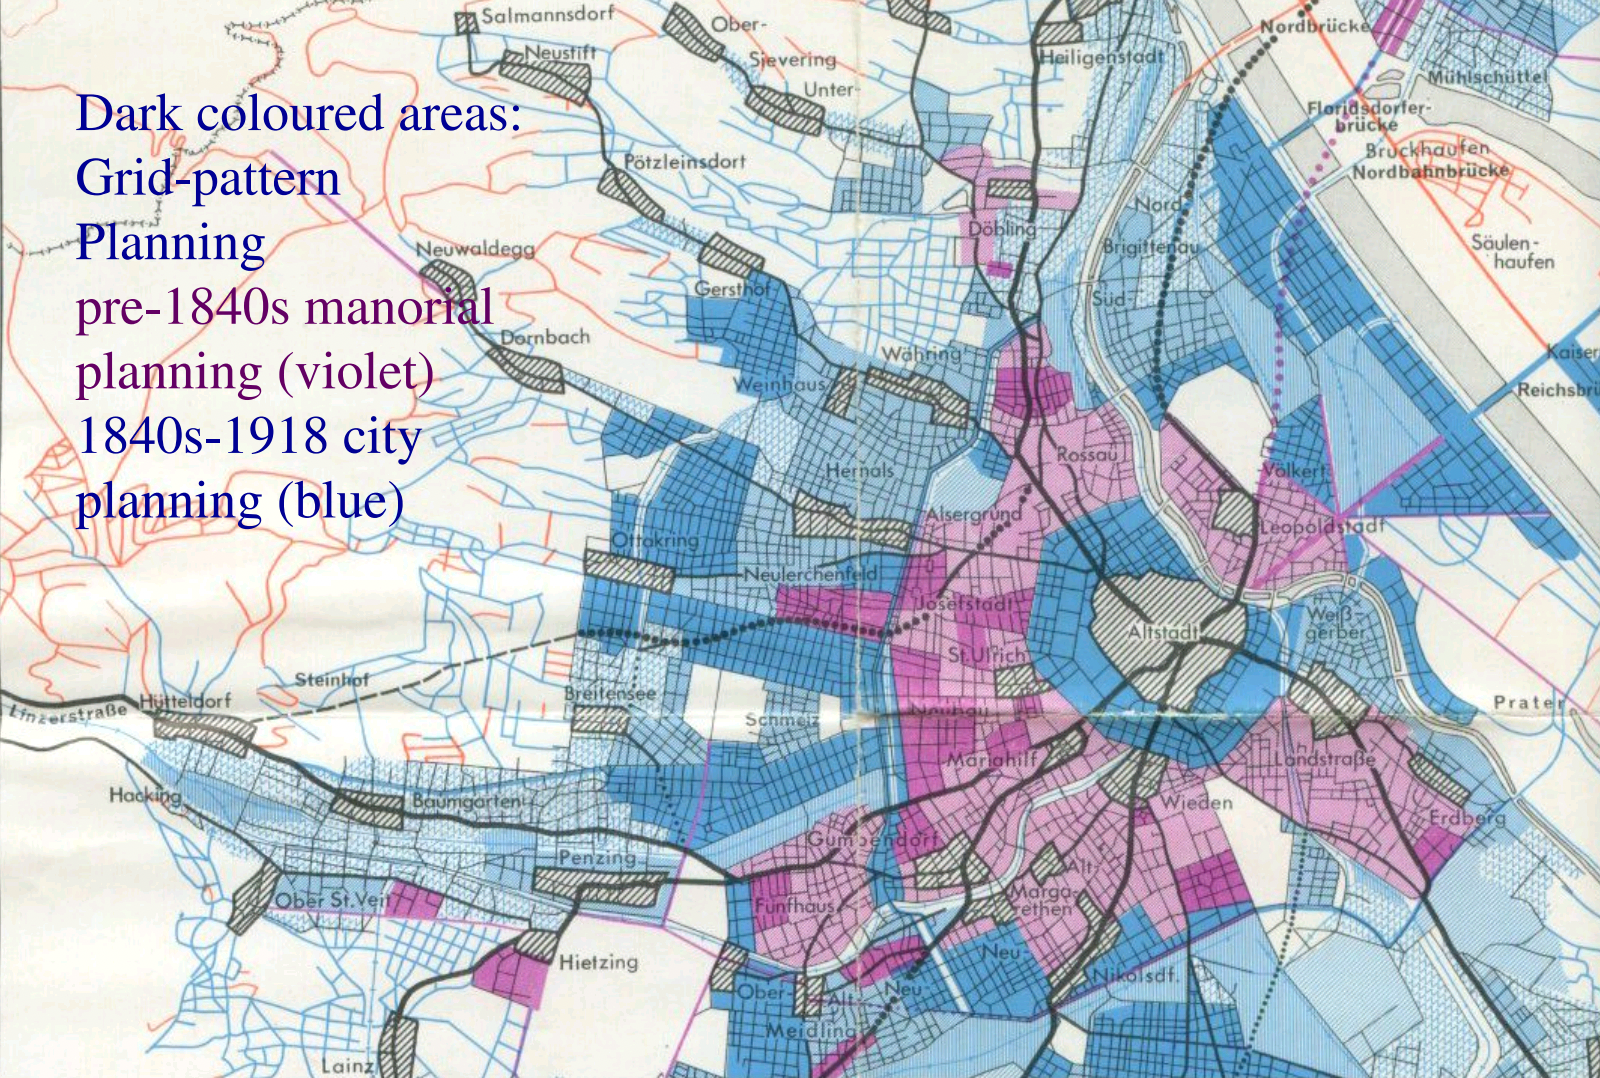 Dark coloured areas:
Grid-pattern
Planning
pre-1840s manorial
planning (violet)
1840s-1918 city
planning (blue)
Salmannsdorf
Neustift
Ober-
Sievering
Unter-
Heiligenstadt
Nordbrücke
Mühlschüttel
Floridsdorfer-
brücke
Bruckhaufen
Nordbahnbrücke
Pötzleinsdorf
Döbling
Nord-
Brigittenau
Süd-
Säulen-
haufen
Neuwaldegg
Gersthof
Dornbach
Währing
Weinhaus
Kaiser
Reichsbrü
Hernals
Rossau
Volkert
Alsergrund
Leopoldstadt
Ottakring
Neulerchenfeld
Josefstadt
Altstadt
Weiß-
gerber
St.Ulrich
Steinhof
Breitensee
Hütteldorf
Linzerstraße
Schmelz
Neubau
Prater
Mariahilf
Landstraße
Hacking
Baumgarten
Wieden
Erdberg
Gumpendorf
Penzing
Alt-
Marga-
rethen
Ober St.Veit
Fünfhaus
Neu-
Hietzing
Nikolsdf.
Ober-
Alt-
Neu-
Meidling
Lainz